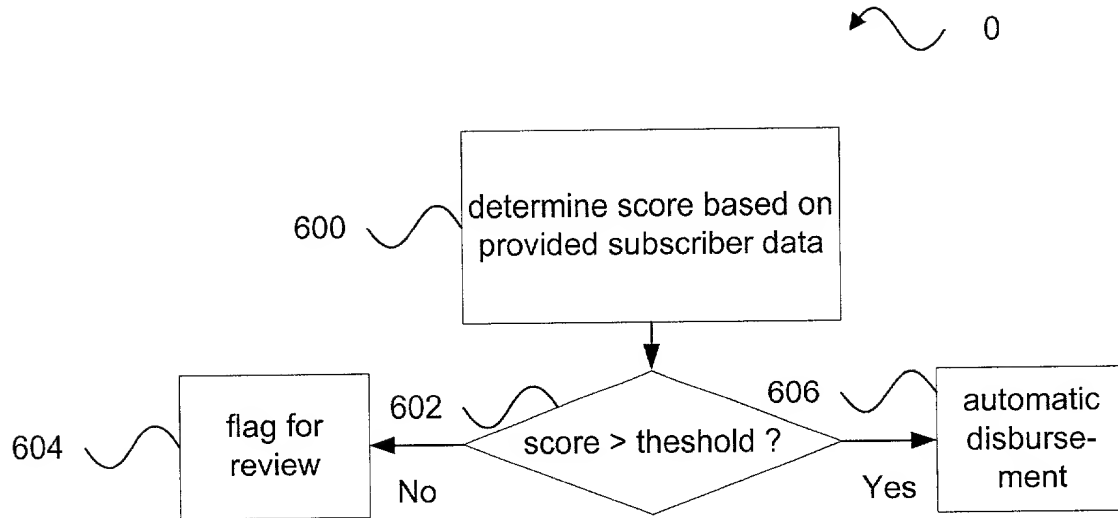 0
600
determine score based on
provided subscriber data
602
606
604
flag for
review
score > theshold ?
automatic
disburse-
ment
No
Yes